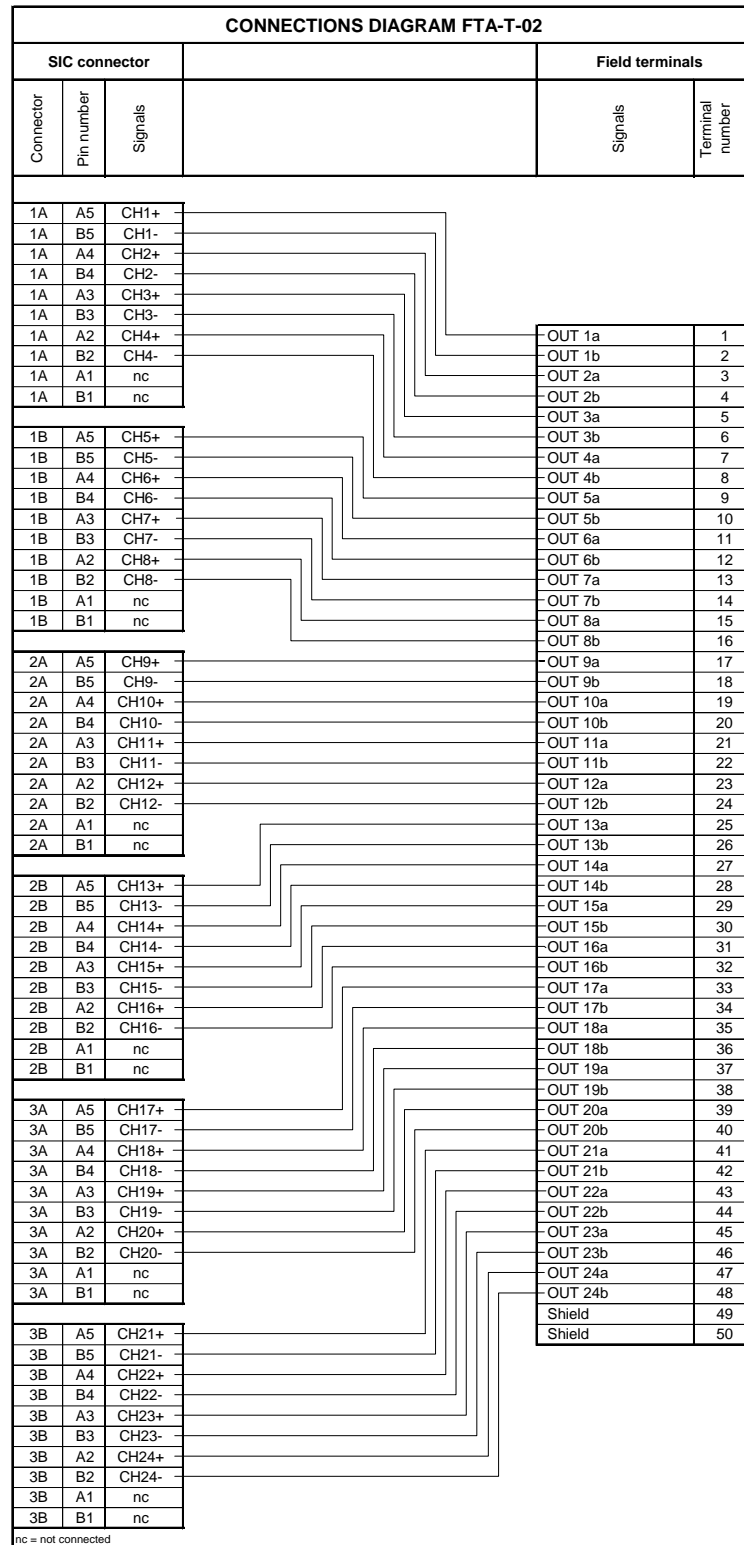 CONNECTIONS DIAGRAM FTA-T-02
SIC connector Field terminals
Connector Pin number Signals Signals Terminal number
1A A5 CH1+
1A B5 CH1-
1A A4 CH2+
1A B4 CH2-
1A A3 CH3+
1A B3 CH3-
1A A2 CH4+
1A B2 CH4-
1A A1 nc
1A B1 nc
1B A5 CH5+
1B B5 CH5-
1B A4 CH6+
1B B4 CH6-
1B A3 CH7+
1B B3 CH7-
1B A2 CH8+
1B B2 CH8-
1B A1 nc
1B B1 nc
2A A5 CH9+
2A B5 CH9-
2A A4 CH10+
2A B4 CH10-
2A A3 CH11+
2A B3 CH11-
2A A2 CH12+
2A B2 CH12-
2A A1 nc
2A B1 nc
2B A5 CH13+
2B B5 CH13-
2B A4 CH14+
2B B4 CH14-
2B A3 CH15+
2B B3 CH15-
2B A2 CH16+
2B B2 CH16-
2B A1 nc
2B B1 nc
3A A5 CH17+
3A B5 CH17-
3A A4 CH18+
3A B4 CH18-
3A A3 CH19+
3A B3 CH19-
3A A2 CH20+
3A B2 CH20-
3A A1 nc
3A B1 nc
3B A5 CH21+
3B B5 CH21-
3B A4 CH22+
3B B4 CH22-
3B A3 CH23+
3B B3 CH23-
3B A2 CH24+
3B B2 CH24-
3B A1 nc
3B B1 nc
nc = not connected
OUT 1a 1
OUT 1b 2
OUT 2a 3
OUT 2b 4
OUT 3a 5
OUT 3b 6
OUT 4a 7
OUT 4b 8
OUT 5a 9
OUT 5b 10
OUT 6a 11
OUT 6b 12
OUT 7a 13
OUT 7b 14
OUT 8a 15
OUT 8b 16
OUT 9a 17
OUT 9b 18
OUT 10a 19
OUT 10b 20
OUT 11a 21
OUT 11b 22
OUT 12a 23
OUT 12b 24
OUT 13a 25
OUT 13b 26
OUT 14a 27
OUT 14b 28
OUT 15a 29
OUT 15b 30
OUT 16a 31
OUT 16b 32
OUT 17a 33
OUT 17b 34
OUT 18a 35
OUT 18b 36
OUT 19a 37
OUT 19b 38
OUT 20a 39
OUT 20b 40
OUT 21a 41
OUT 21b 42
OUT 22a 43
OUT 22b 44
OUT 23a 45
OUT 23b 46
OUT 24a 47
OUT 24b 48
Shield 49
Shield 50